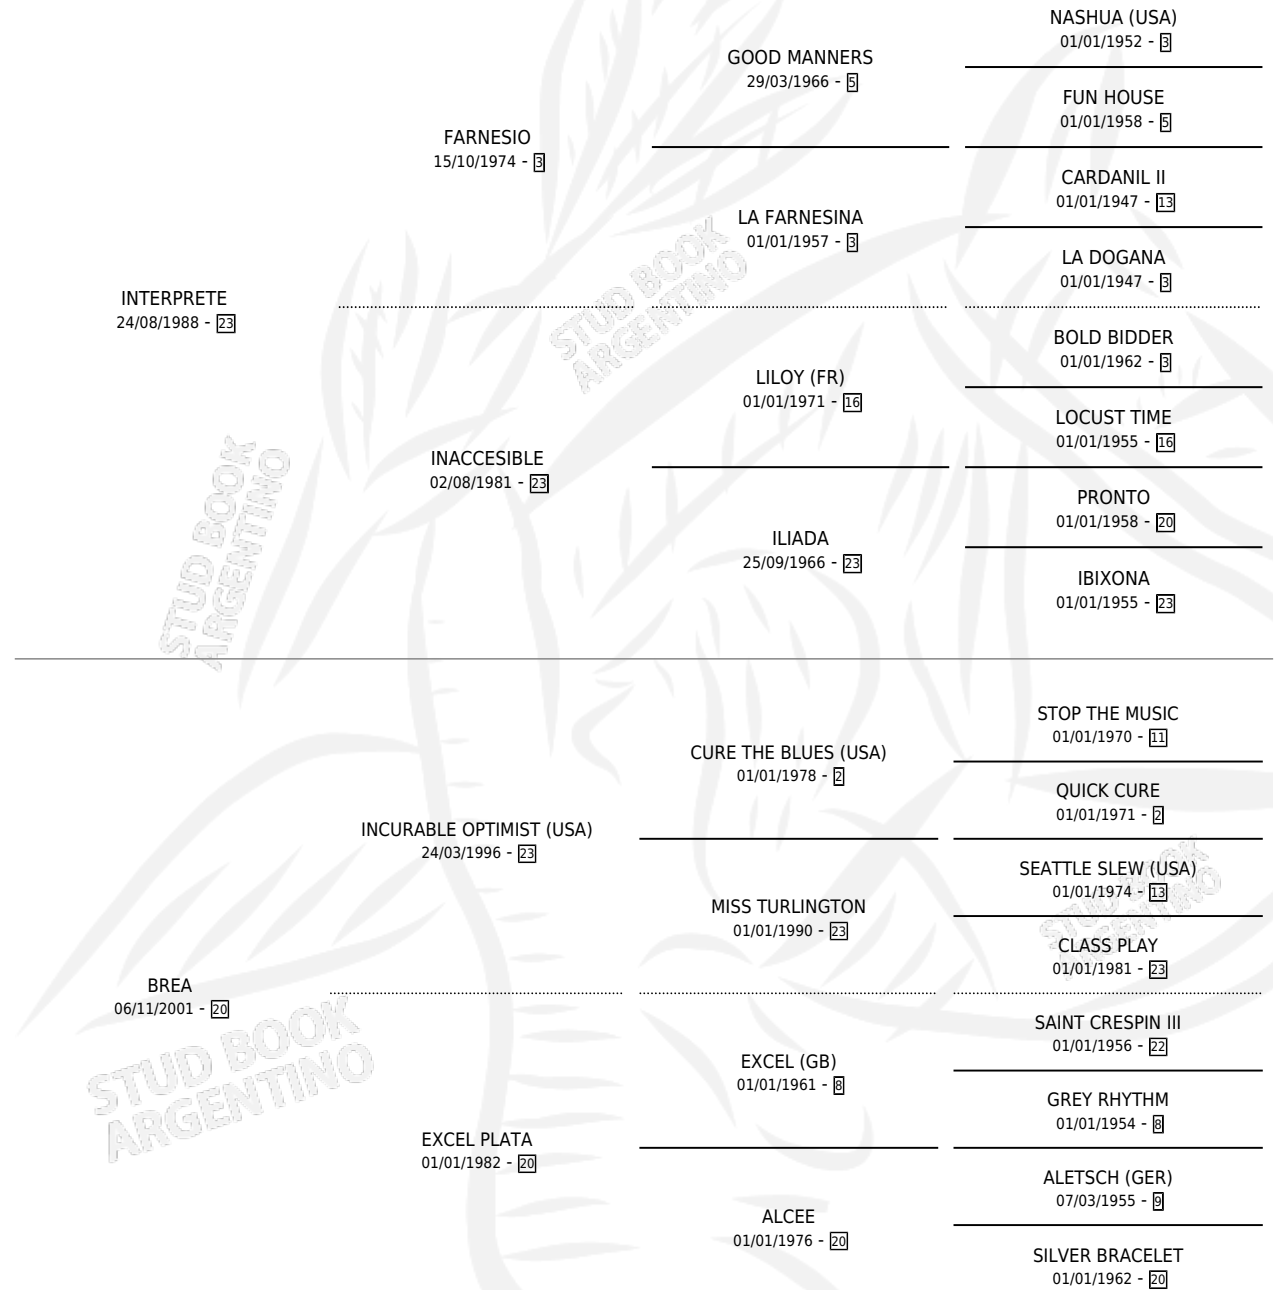 NASHUA (USA)
01/01/1952 - 3
GOOD MANNERS
29/03/1966 - 5
FUN HOUSE
01/01/1958 - 5
FARNESIO
15/10/1974 - 3
CARDANIL II
01/01/1947 - 13
LA FARNESINA
01/01/1957 - 3
LA DOGANA
01/01/1947 - 3
INTERPRETE
24/08/1988 - 23
BOLD BIDDER
01/01/1962 - 3
LILOY (FR)
01/01/1971 - 16
LOCUST TIME
01/01/1955 - 16
INACCESIBLE
02/08/1981 - 23
PRONTO
01/01/1958 - 20
ILIADA
25/09/1966 - 23
IBIXONA
01/01/1955 - 23
STOP THE MUSIC
01/01/1970 - 11
CURE THE BLUES (USA)
01/01/1978 - 2
QUICK CURE
01/01/1971 - 2
INCURABLE OPTIMIST (USA)
24/03/1996 - 23
SEATTLE SLEW (USA)
01/01/1974 - 13
MISS TURLINGTON
01/01/1990 - 23
CLASS PLAY
01/01/1981 - 23
BREA
06/11/2001 - 20
SAINT CRESPIN III
01/01/1956 - 22
EXCEL (GB)
01/01/1961 - 8
GREY RHYTHM
01/01/1954 - 8
EXCEL PLATA
01/01/1982 - 20
ALETSCH (GER)
07/03/1955 - 9
ALCEE
01/01/1976 - 20
SILVER BRACELET
01/01/1962 - 20
STUD BOOK
ARGENTINO
STUD BOOK
ARGENTINO
STUD BOOK
ARGENTINO
STUD BOOK
ARGENTINO